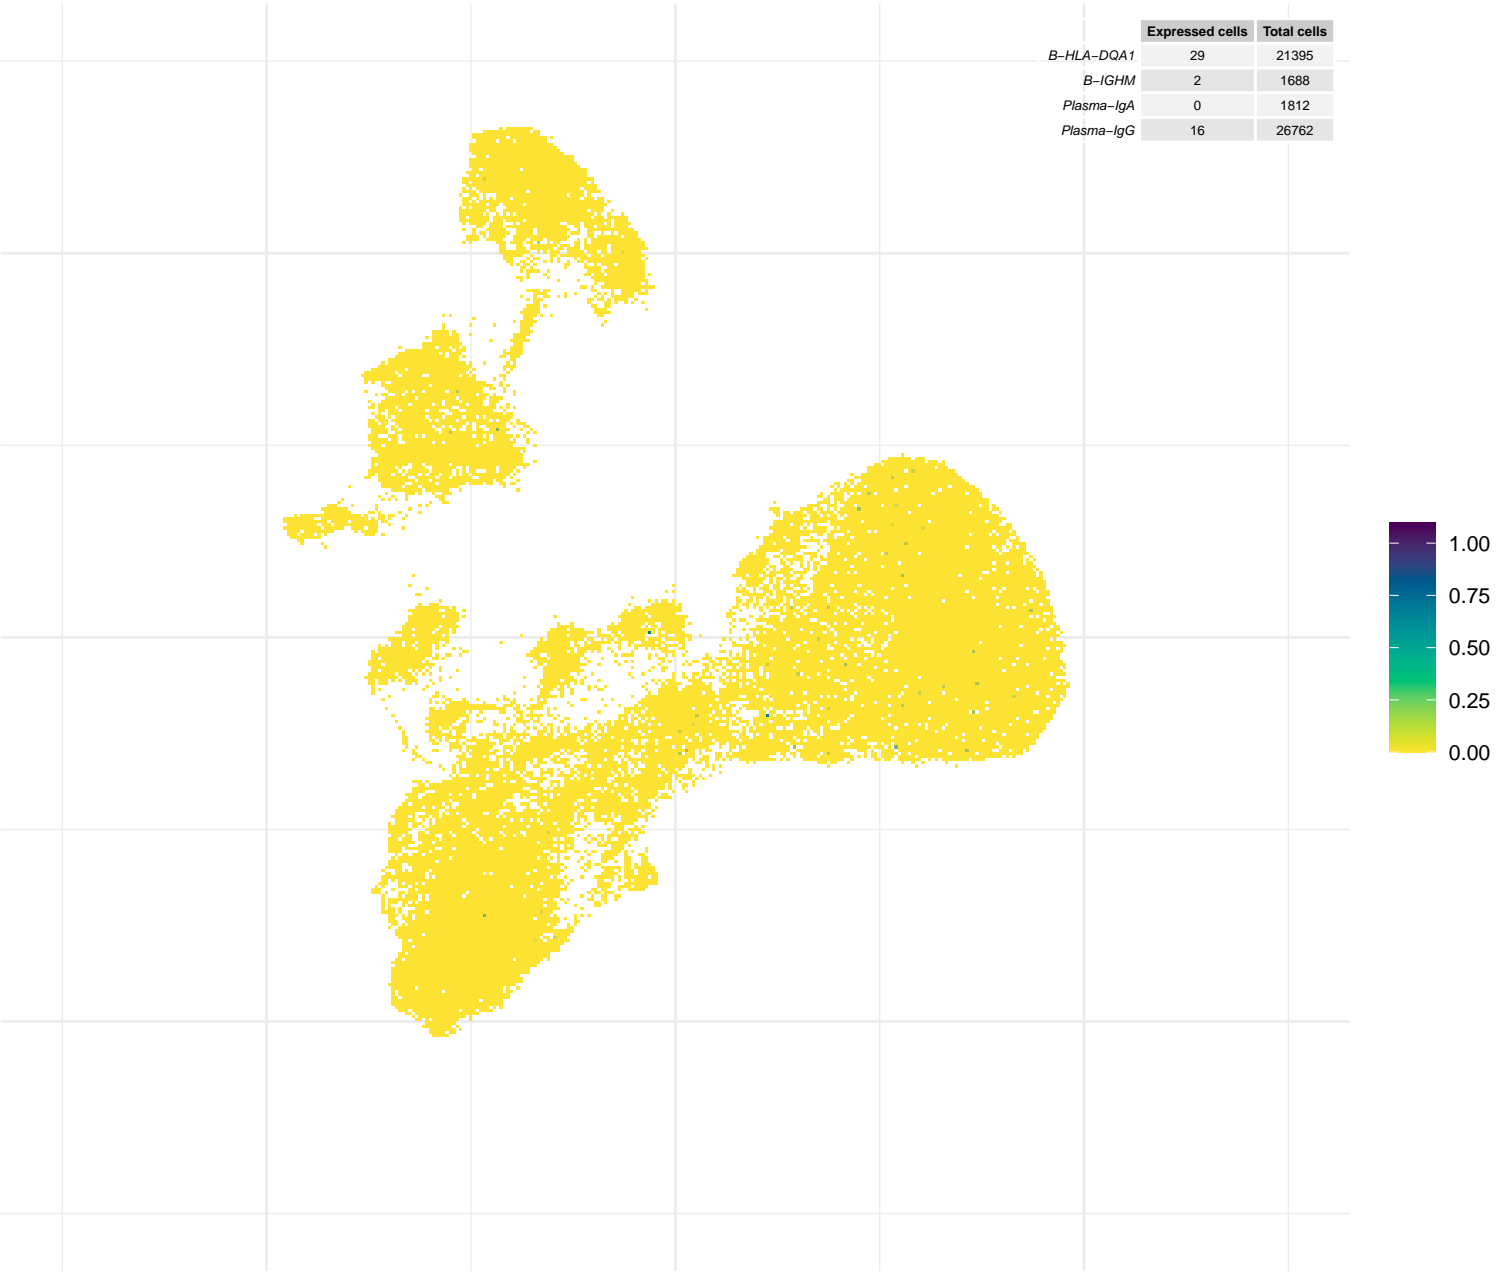 Expressed cells Total cells
B−HLA−DQA1 29 21395
B−IGHM 2 1688
Plasma−IgA 0 1812
Plasma−IgG 16 26762
1.00
0.75
0.50
0.25
0.00